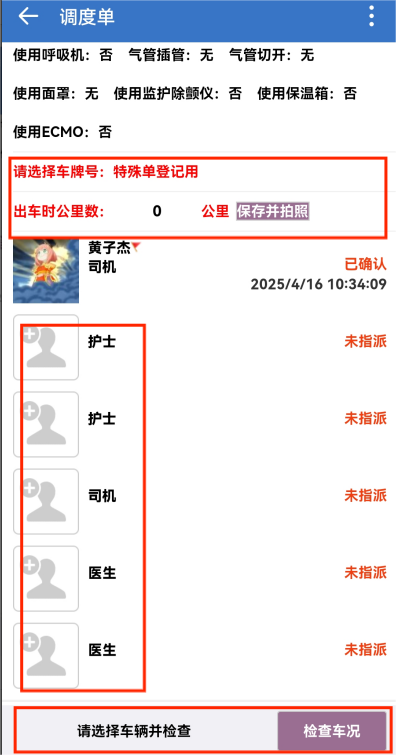 调度单
使用呼吸机：否 气管插管：无 气管切开：无
使用面罩：无 使用监护除颤仪：否 使用保温箱：否
使用ECMO：否
请选择车牌号：特殊单登记用
出车时公里数： 0 公里 保存并拍照
黄子杰
司机
已确认
2025/4/16 10:34:09
护士 未指派
护士 未指派
司机 未指派
医生 未指派
医生 未指派
请选择车辆并检查 检查车况